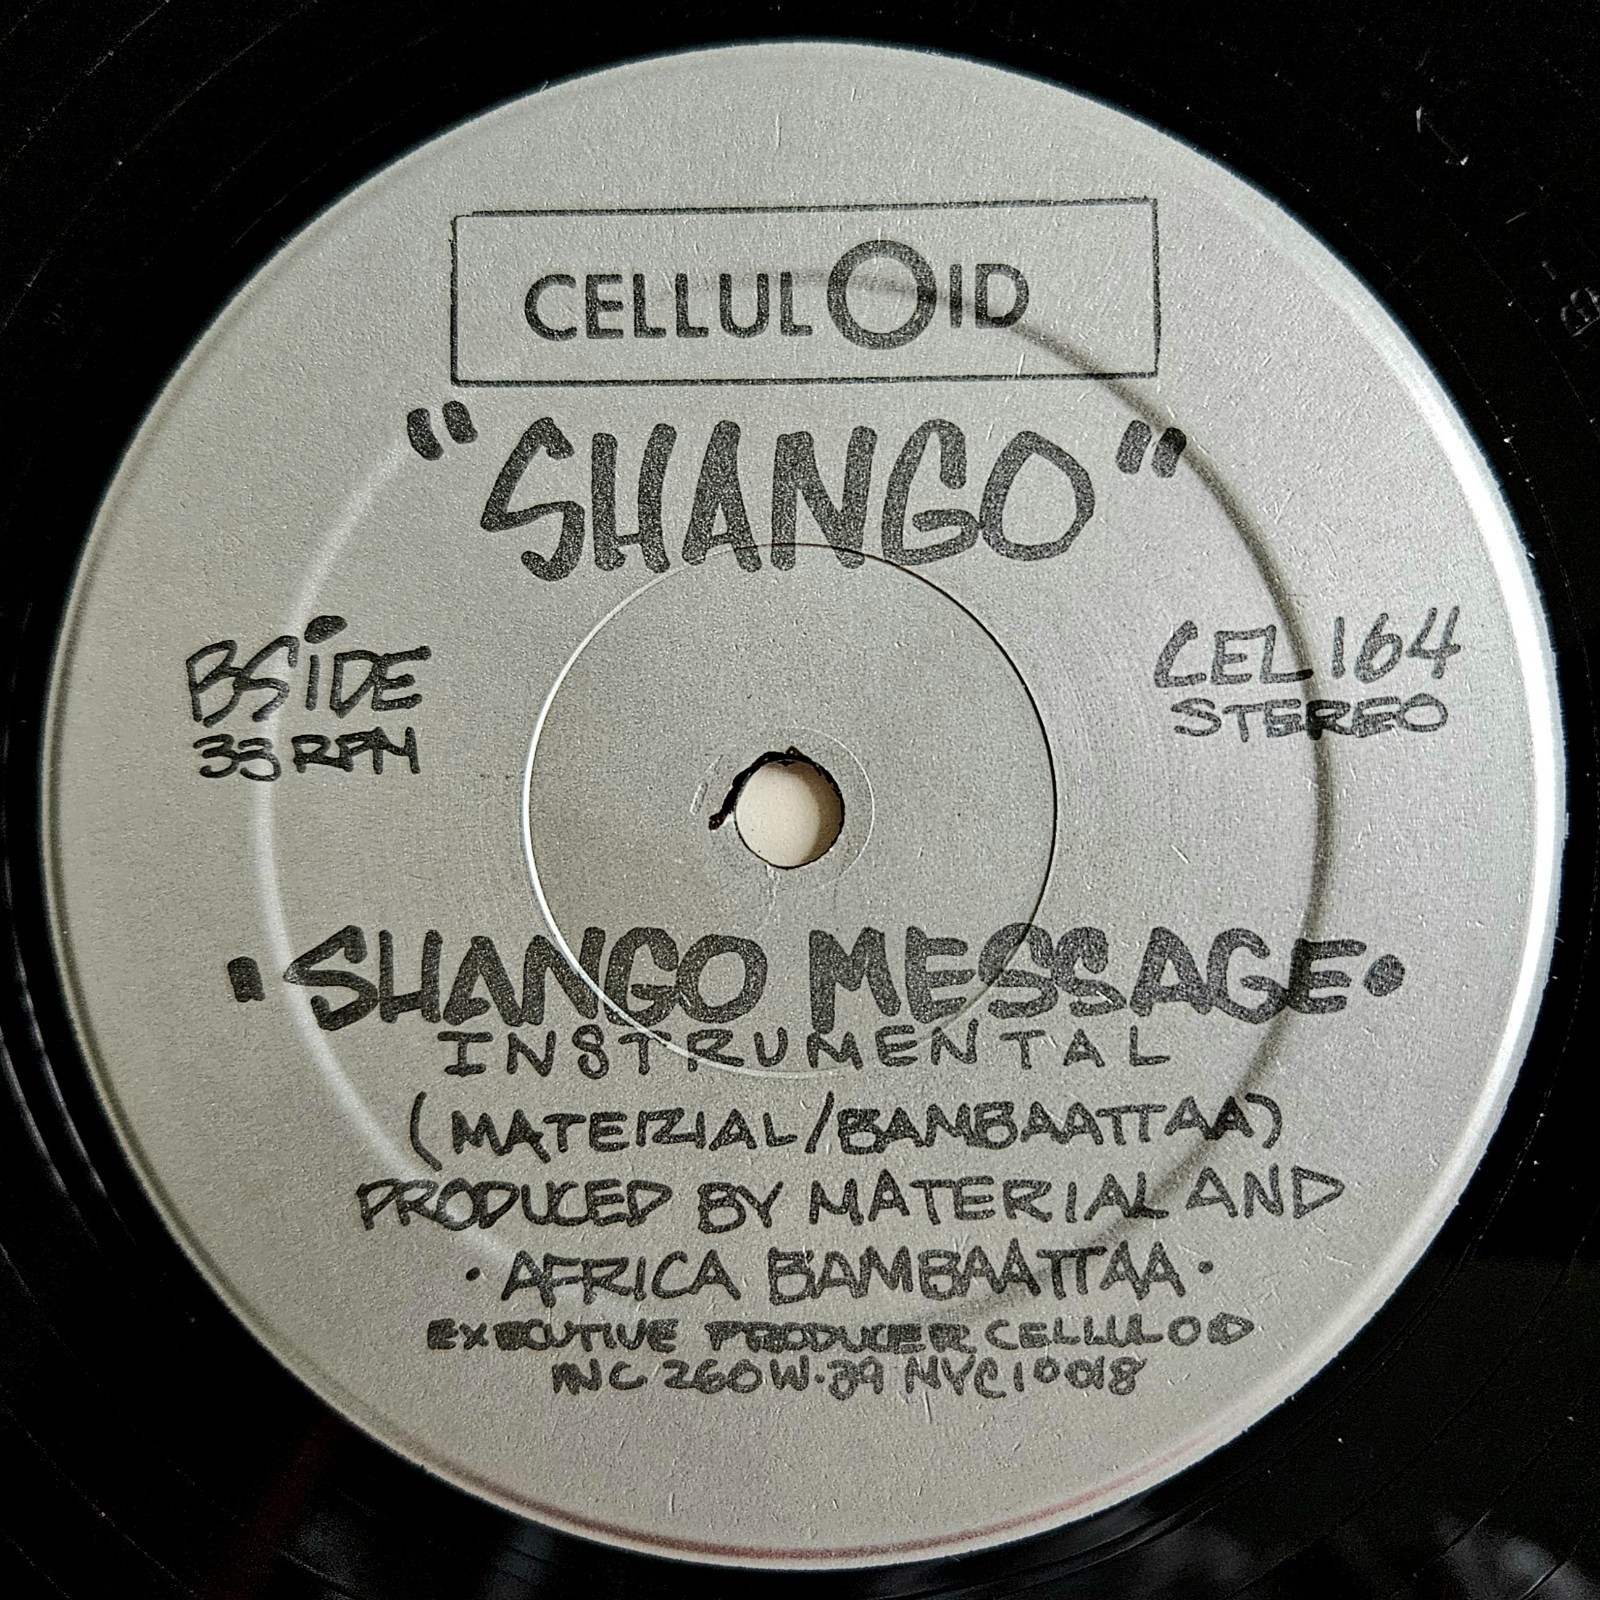 CELLULOID
"SHANGO"
BSiDE
33 RPM
CEL 164
STEREO
•SHANGO MESSAGE•
INSTRUMENTAL
(MATERIAL/BAMBAATTAA)
PRODUCED BY MATERIAL AND
• AFRICA BAMBAATTAA •
EXECUTIVE PRODUCER CELLULOID
INC 260 W. 39 NYC 10018